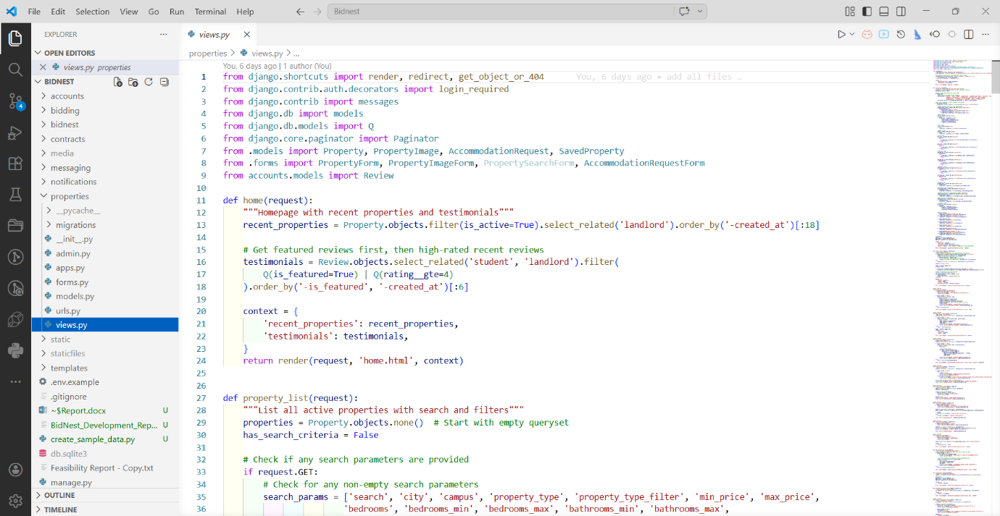 File Edit Selection View Go Run Terminal Help
Bidnest
EXPLORER
OPEN EDITORS
views.py properties
BIDNEST
accounts
bidding
bidnest
contracts
media
messaging
notifications
properties
__pycache__
migrations
__init__.py
admin.py
apps.py
forms.py
models.py
urls.py
views.py
static
staticfiles
templates
.env.example
.gitignore
~$Report.docx U
BidNest_Development_Rep... U
create_sample_data.py U
db.sqlite3
Feasibility Report - Copy.txt
manage.py
OUTLINE
TIMELINE
4
views.py
properties > views.py > ...
You, 6 days ago | 1 author (You)
1 from django.shortcuts import render, redirect, get_object_or_404 You, 6 days ago • add all files …
2 from django.contrib.auth.decorators import login_required
3 from django.contrib import messages
4 from django.db import models
5 from django.db.models import Q
6 from django.core.paginator import Paginator
7 from .models import Property, PropertyImage, AccommodationRequest, SavedProperty
8 from .forms import PropertyForm, PropertyImageForm, PropertySearchForm, AccommodationRequestForm
9 from accounts.models import Review
10
11 def home(request):
12 """Homepage with recent properties and testimonials"""
13 recent_properties = Property.objects.filter(is_active=True).select_related('landlord').order_by('-created_at')[:18]
14
15 # Get featured reviews first, then high-rated recent reviews
16 testimonials = Review.objects.select_related('student', 'landlord').filter(
17 Q(is_featured=True) | Q(rating__gte=4)
18 ).order_by('-is_featured', '-created_at')[:6]
19
20 context = {
21 'recent_properties': recent_properties,
22 'testimonials': testimonials,
23 }
24 return render(request, 'home.html', context)
25
26
27 def property_list(request):
28 """List all active properties with search and filters"""
29 properties = Property.objects.none() # Start with empty queryset
30 has_search_params = False
31
32 # Check if any search parameters are provided
33 if request.GET:
34 # Check for any non-empty search parameters
35 search_params = ['search', 'city', 'campus', 'property_type', 'property_type_filter', 'min_price', 'max_price',
36 'beds', 'bedrooms_min', 'bedrooms_max', 'bathrooms_min', 'bathrooms_max',